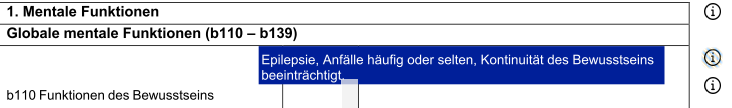 1. Mentale Funktionen
Globale mentale Funktionen (b110 – b139)
Epilepsie, Anfälle häufig oder selten, Kontinuität des Bewusstseins
beeinträchtigt.
b110 Funktionen des Bewusstseins